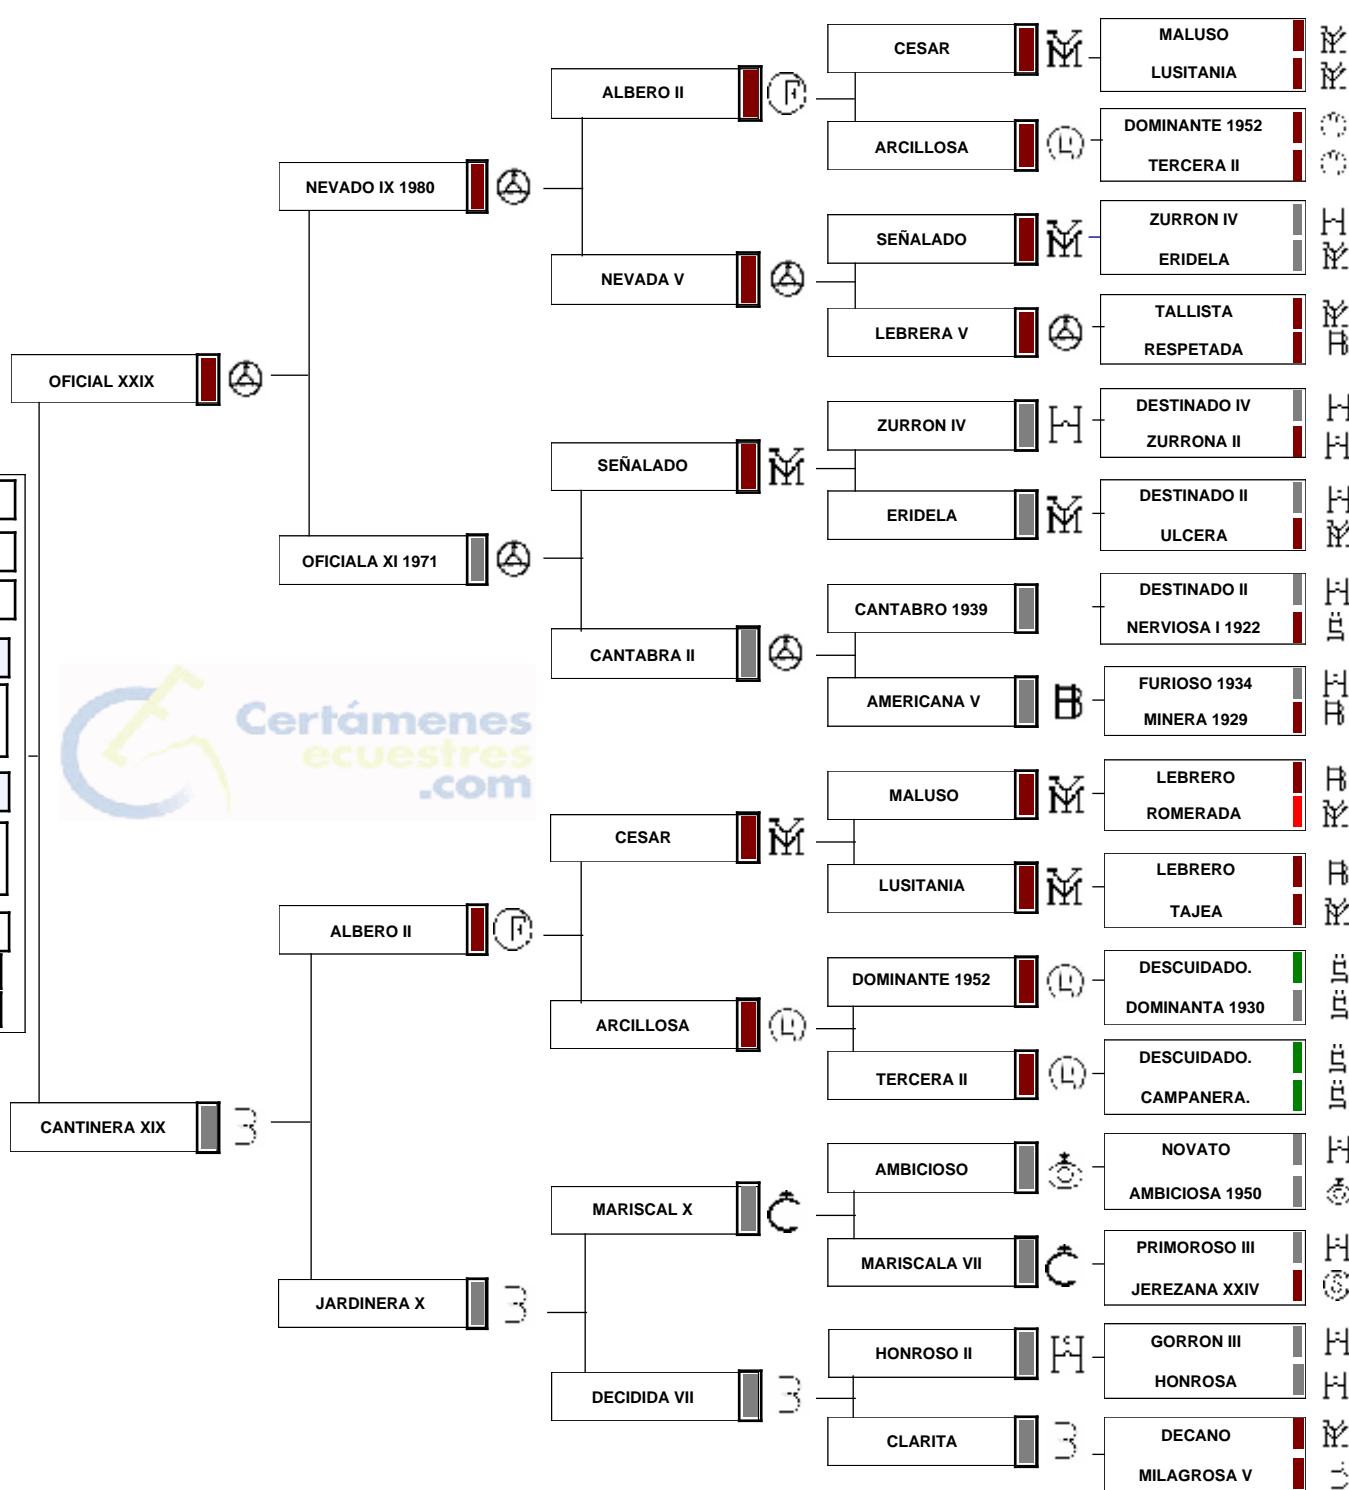 OFICIAL XXIX
CANTINERA XIX
NEVADO IX 1980
OFICIALA XI 1971
ALBERO II
JARDINERA X
ALBERO II
NEVADA V
SEÑALADO
CANTABRA II
CESAR
ARCILLOSA
MARISCAL X
DECIDIDA VII
CESAR
ARCILLOSA
SEÑALADO
LEBRERA V
ZURRON IV
ERIDELA
CANTABRO 1939
AMERICANA V
MALUSO
LUSITANIA
DOMINANTE 1952
TERCERA II
AMBICIOSO
MARISCALA VII
HONROSO II
CLARITA
MALUSO
LUSITANIA
DOMINANTE 1952
TERCERA II
ZURRON IV
ERIDELA
TALLISTA
RESPETADA
DESTINADO IV
ZURRONA II
DESTINADO II
ULCERA
DESTINADO II
NERVIOSA I 1922
FURIOSO 1934
MINERA 1929
LEBRERO
ROMERADA
LEBRERO
TAJEA
DESCUIDADO.
DOMINANTA 1930
DESCUIDADO.
CAMPANERA.
NOVATO
AMBICIOSA 1950
PRIMOROSO III
JEREZANA XXIV
GORRON III
HONROSA
DECANO
MILAGROSA V
Certámenes
ecuestres
.com